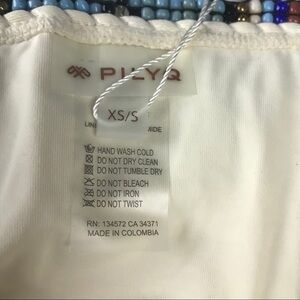 PILYQ
XS/S
HAND WASH COLD
DO NOT DRY CLEAN
DO NOT TUMBLE DRY
DO NOT BLEACH
DO NOT IRON
DO NOT TWIST
RN: 134572 CA 34371
MADE IN COLOMBIA